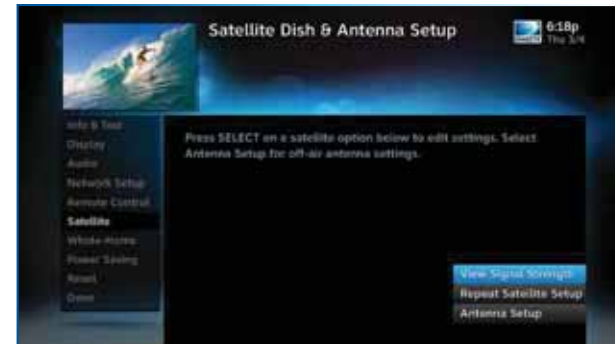 Satellite Dish & Antenna Setup
6:18p
Thu 3/4
Info & Test
Display
Audio
Network Setup
Remote Control
Satellite
Whole-Home
Power Saving
Reset
Done
Press SELECT on a satellite option below to edit settings. Select
Antenna Setup for off-air antenna settings.
View Signal Strength
Repeat Satellite Setup
Antenna Setup